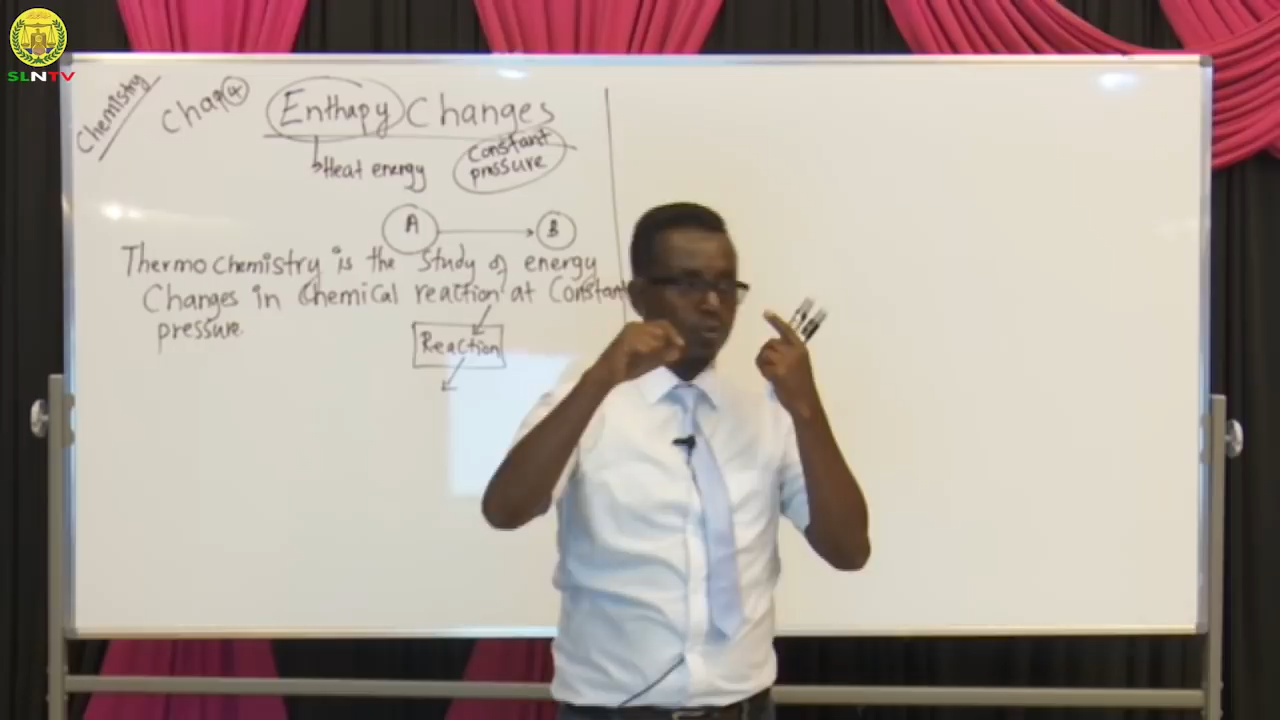 SLNTV
Chemistry
Chap 4
Enthapy Changes
Heat energy
Constant
pressure
A
B
Thermochemistry is the study of energy
Changes in Chemical reaction at Constant
pressure.
Reaction